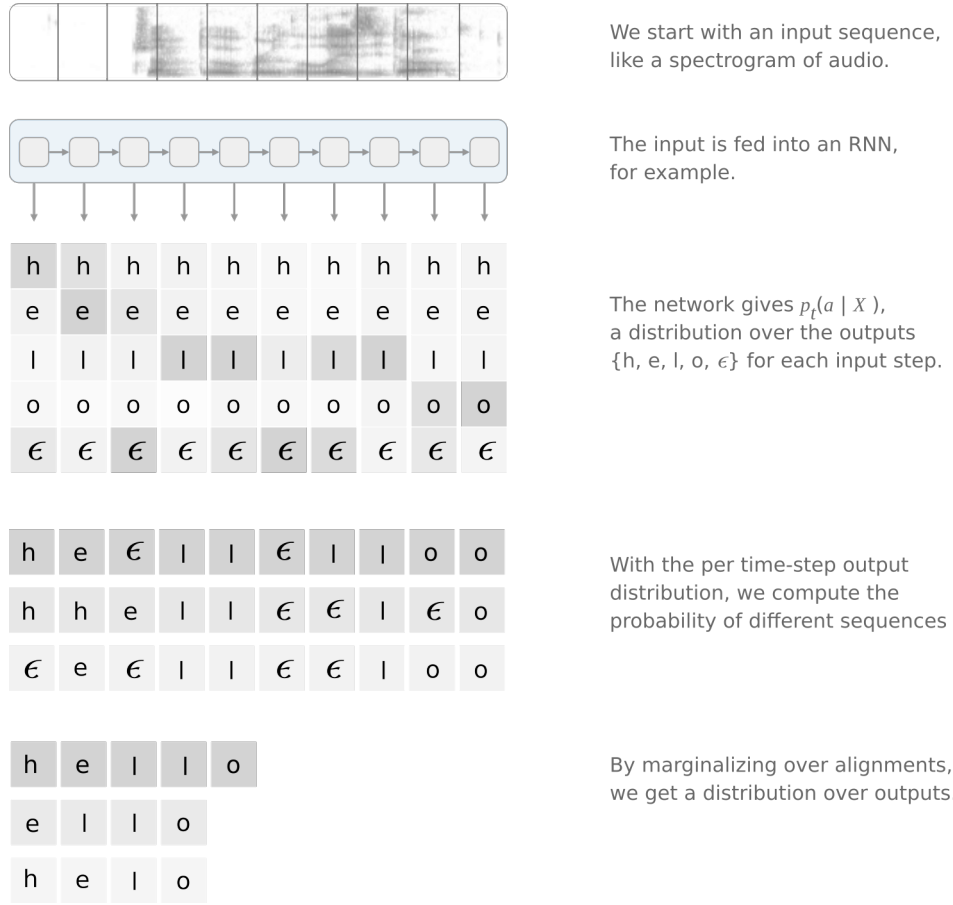 We start with an input sequence,
like a spectrogram of audio.
The input is fed into an RNN,
for example.
h h h h h h h h h h
e e e e e e e e e e
l l l l l l l l l l
o o o o o o o o o o
ϵ ϵ ϵ ϵ ϵ ϵ ϵ ϵ ϵ ϵ
The network gives pₜ(a | X ),
a distribution over the outputs
{h, e, l, o, ϵ} for each input step.
h e ϵ l l ϵ l l o o
h h e l l ϵ ϵ l ϵ o
ϵ e ϵ l l ϵ ϵ l o o
With the per time-step output
distribution, we compute the
probability of different sequences
h e l l o
e l l o
h e l o
By marginalizing over alignments,
we get a distribution over outputs.